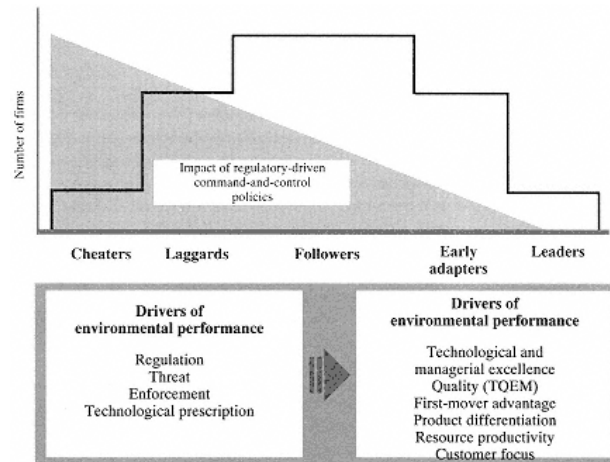 Number of firms
Impact of regulatory-driven
command-and-control
policies
Cheaters
Laggards
Followers
Early
adapters
Leaders
Drivers of
environmental performance
Regulation
Threat
Enforcement
Technological prescription
Drivers of
environmental performance
Technological and
managerial excellence
Quality (TQEM)
First-mover advantage
Product differentiation
Resource productivity
Customer focus